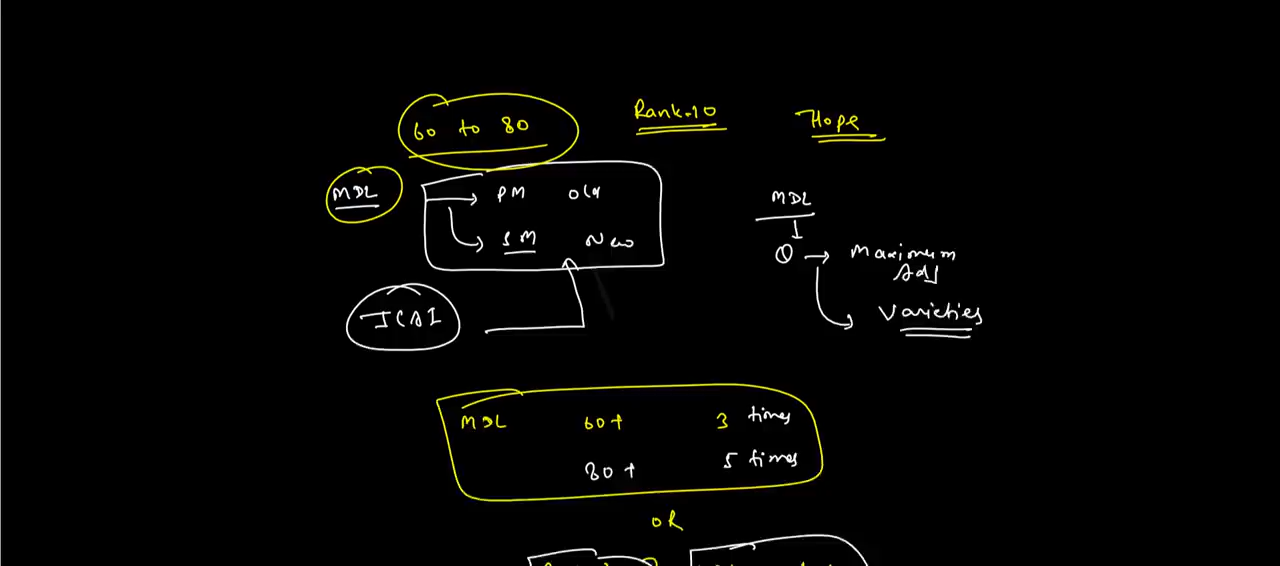 60 to 80 Rank.10 Hope
MDL → PM Old
SM New
ICAI
MDL
Q → Maximum
Adj
Varieties
MDL 60+ 3 times
80+ 5 times
OR